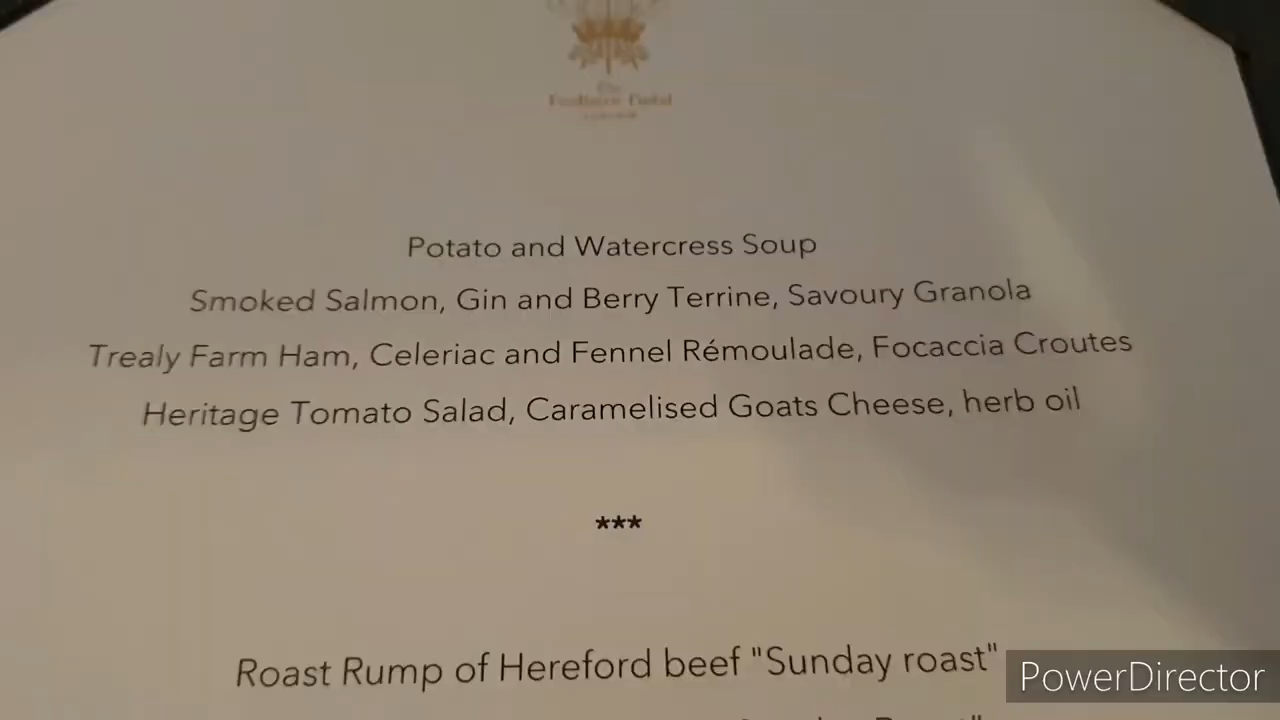 Potato and Watercress Soup
Smoked Salmon, Gin and Berry Terrine, Savoury Granola
Trealy Farm Ham, Celeriac and Fennel Rémoulade, Focaccia Croutes
Heritage Tomato Salad, Caramelised Goats Cheese, herb oil
***
Roast Rump of Hereford beef "Sunday roast"
PowerDirector